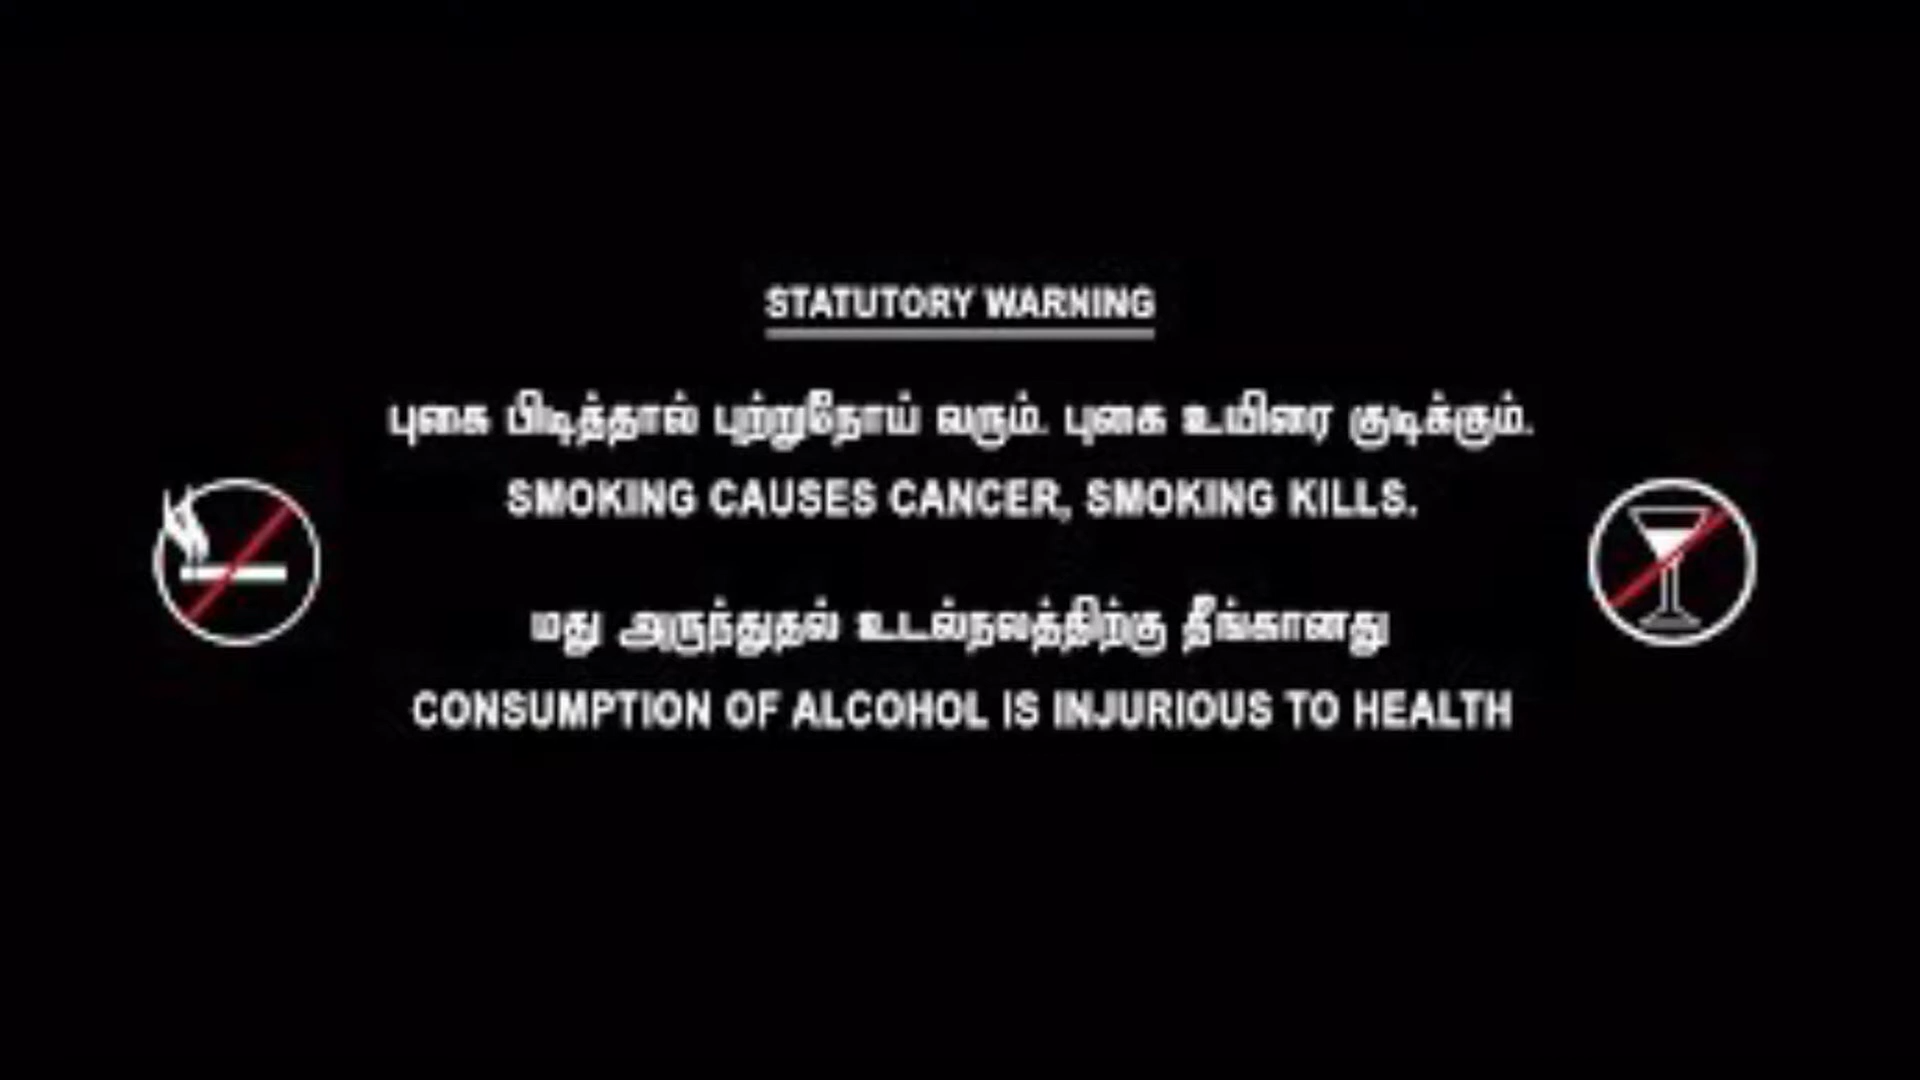 STATUTORY WARNING
புகை பிடித்தால் புற்றுநோய் வரும். புகை உயிரை குடிக்கும்.
SMOKING CAUSES CANCER, SMOKING KILLS.
மது அருந்துதல் உடல்நலத்திற்கு தீங்கானது
CONSUMPTION OF ALCOHOL IS INJURIOUS TO HEALTH